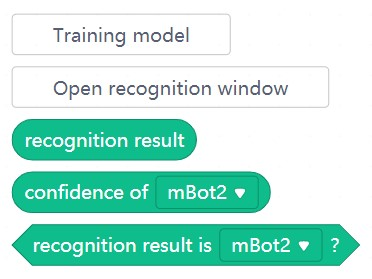 Training model
Open recognition window
recognition result
confidence of mBot2
recognition result is mBot2 ?